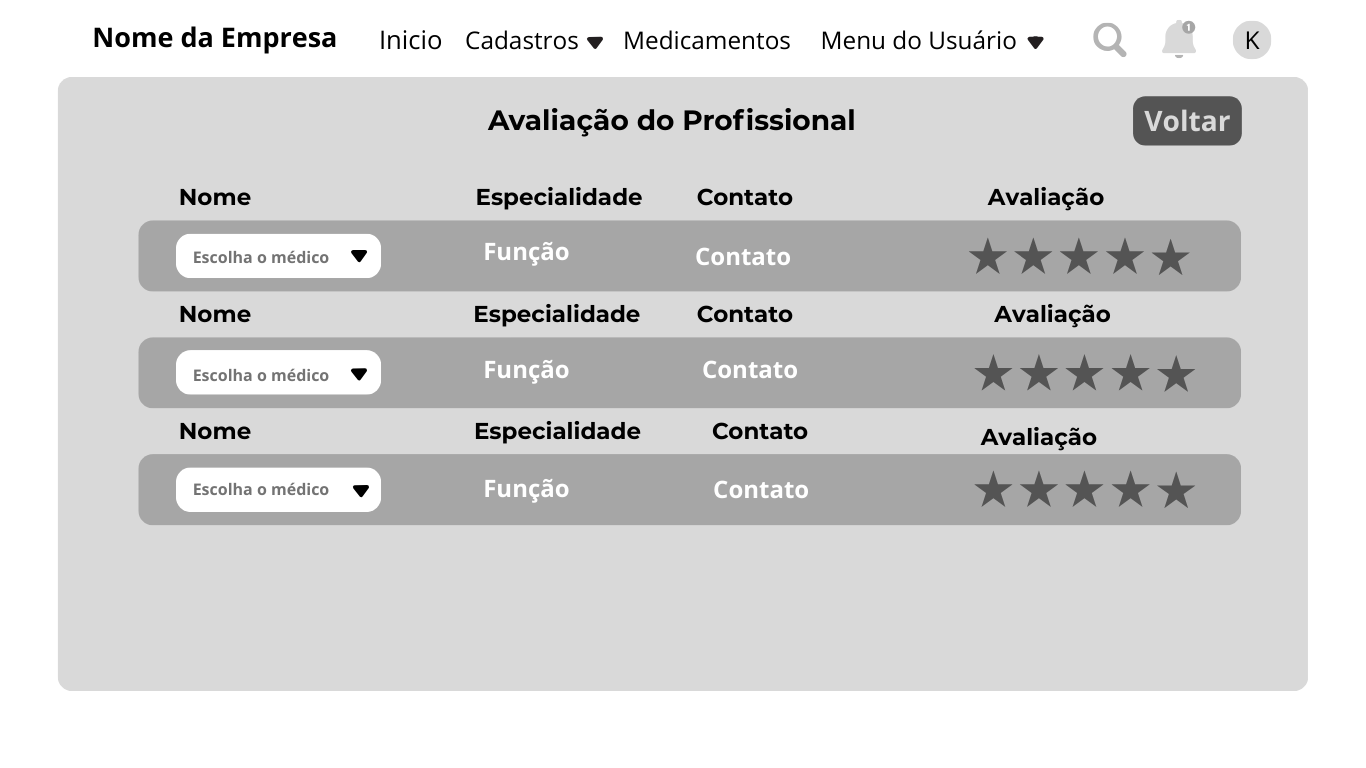 Nome da Empresa Inicio Cadastros Medicamentos Menu do Usuário 1 K
Avaliação do Profissional Voltar
Nome Especialidade Contato Avaliação
Escolha o médico Função Contato
Nome Especialidade Contato Avaliação
Escolha o médico Função Contato
Nome Especialidade Contato Avaliação
Escolha o médico Função Contato